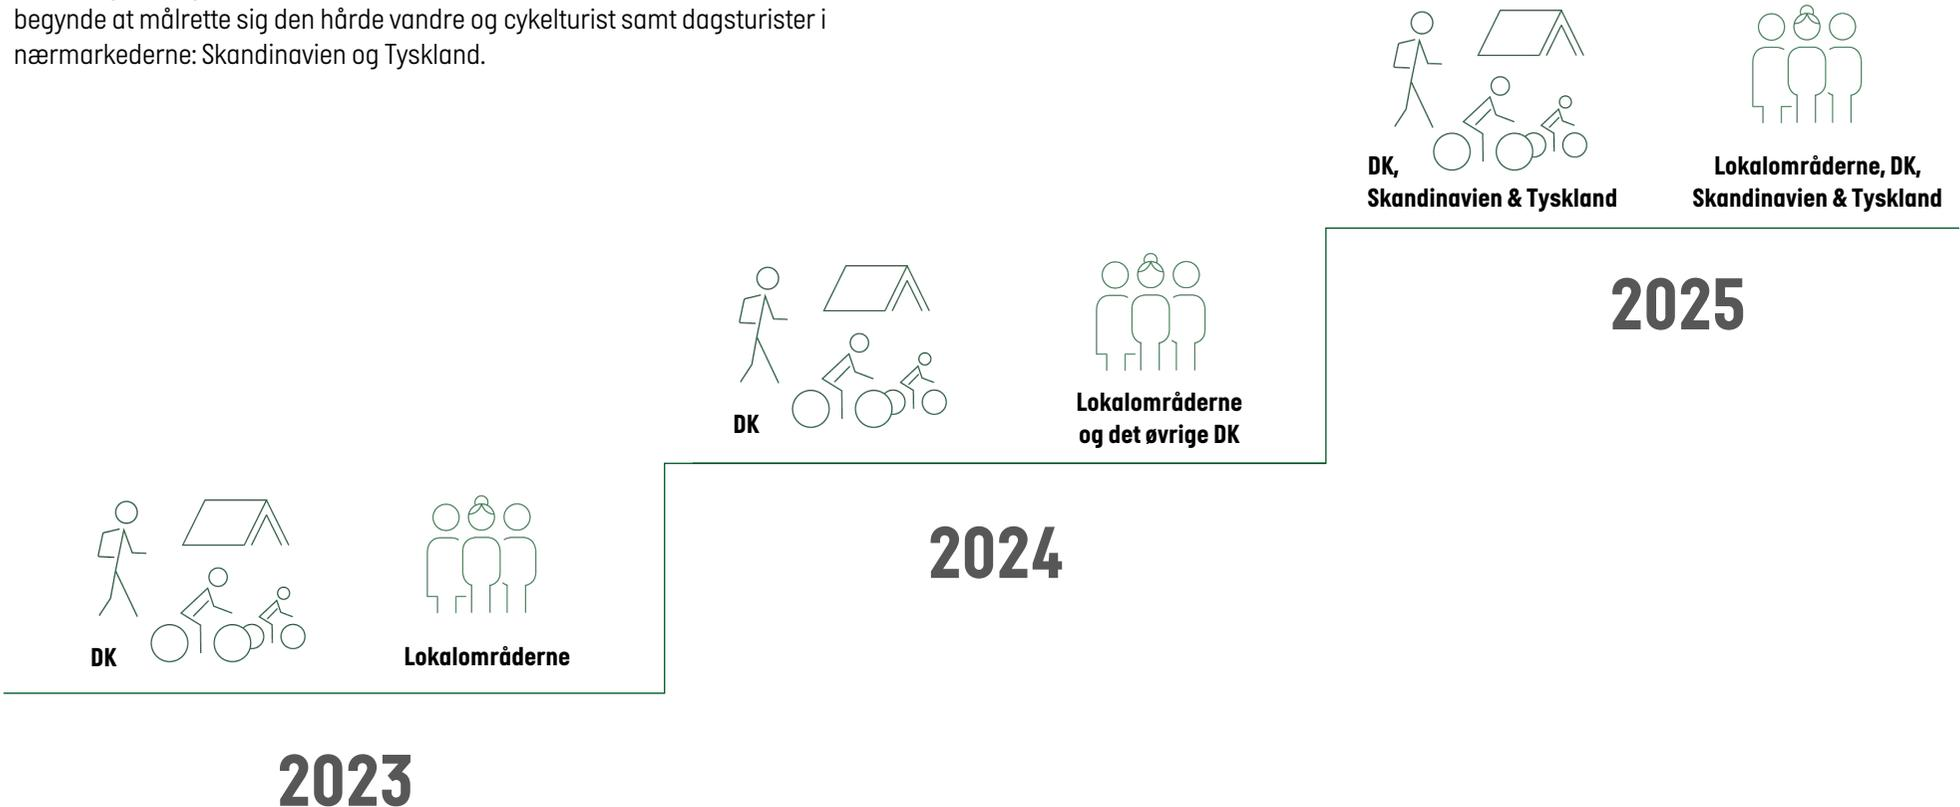 begynde at målrette sig den hårde vandre og cykelturist samt dagsturister i
nærmarkederne: Skandinavien og Tyskland.
DK,
Skandinavien & Tyskland
Lokalområderne, DK,
Skandinavien & Tyskland
2025
DK
Lokalområderne
og det øvrige DK
2024
DK
Lokalområderne
2023